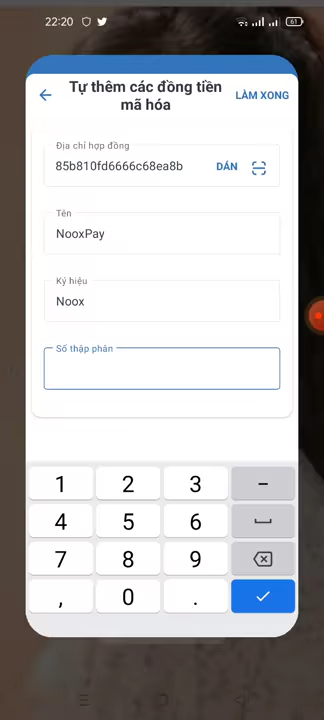 22:20
61
Tự thêm các đồng tiền
mã hóa
LÀM XONG
Địa chỉ hợp đồng
85b810fd6666c68ea8b
DÁN
Tên
NooxPay
Ký hiệu
Noox
Số thập phân
1 2 3 –
4 5 6
7 8 9
, 0 .